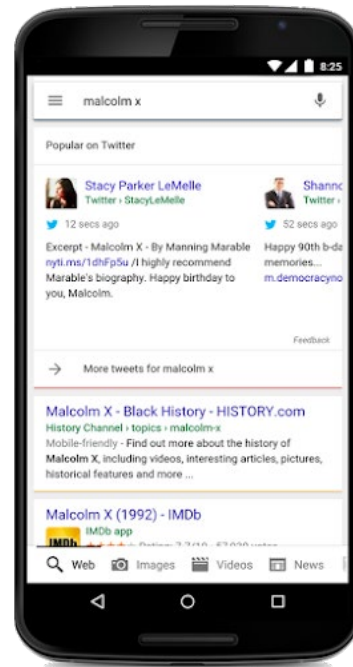 8:25
malcolm x
Popular on Twitter
Stacy Parker LeMelle
Twitter › StacyLeMelle
12 secs ago
Excerpt - Malcolm X - By Manning Marable
nyti.ms/1dhFp5u /I highly recommend
Marable's biography. Happy birthday to
you, Malcolm.
Twitter ›
52 secs ago
Happy 90th b-da
memories...
m.democracyno
Feedback
More tweets for malcolm x
Malcolm X - Black History - HISTORY.com
History Channel › topics › malcolm-x
Mobile-friendly - Find out more about the history of
Malcolm X, including videos, interesting articles, pictures,
historical features and more ...
Malcolm X (1992) - IMDb
IMDb
IMDb app
Web
Images
Videos
News